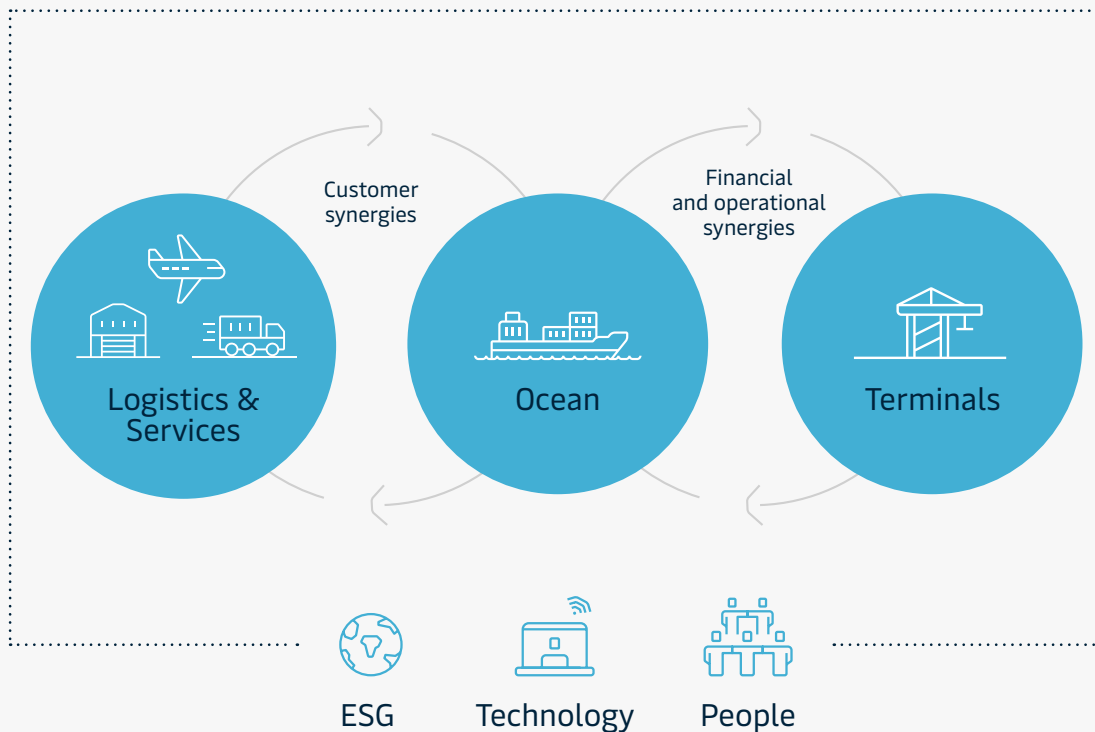 Customer
synergies
Financial
and operational
synergies
Logistics &
Services
Ocean
Terminals
ESG
Technology
People